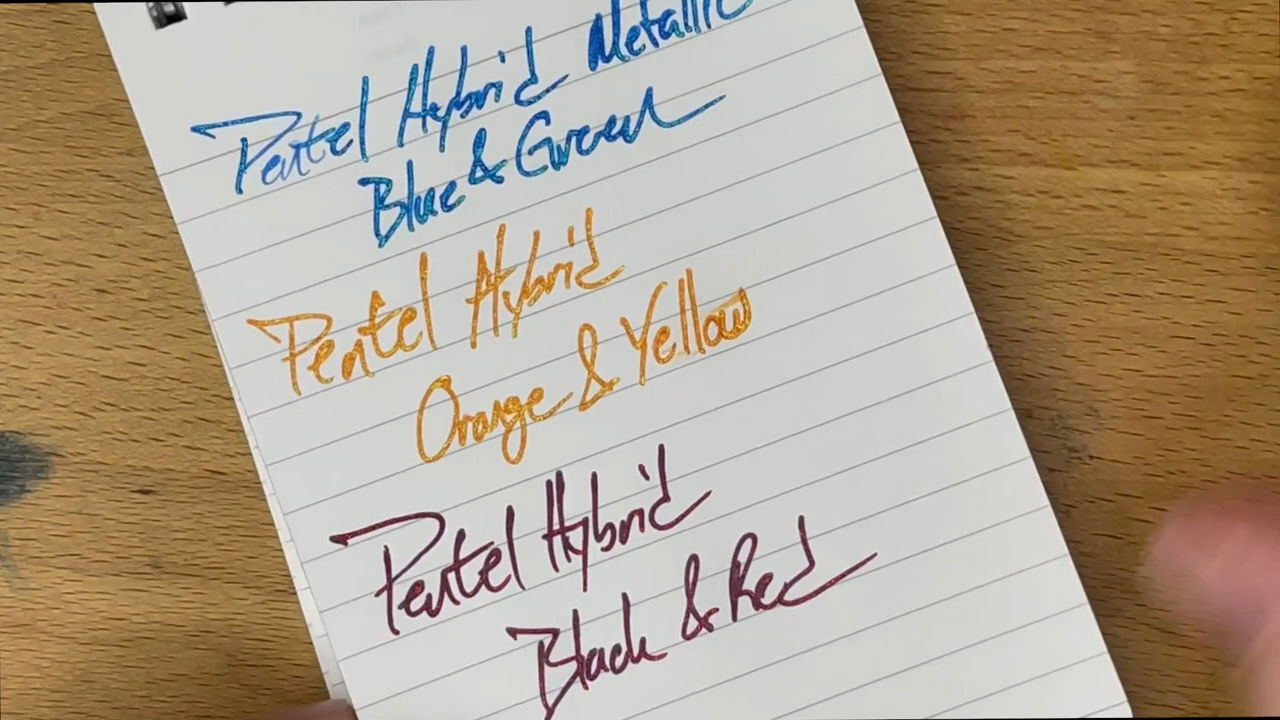 Pentel Hybrid Metallic
Blue & Green
Pentel Hybrid
Orange & Yellow
Pentel Hybrid
Black & Red